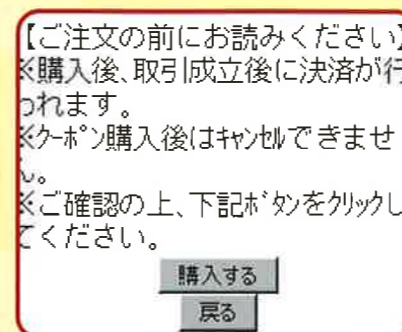 【ご注文の前にお読みください】
※購入後、取引成立後に決済が行
われます。
※ｸｰﾎﾟﾝ購入後はｷｬﾝｾﾙできませ
ん。
※ご確認の上、下記ﾎﾞﾀﾝをｸﾘｯｸし
てください。
購入する
戻る